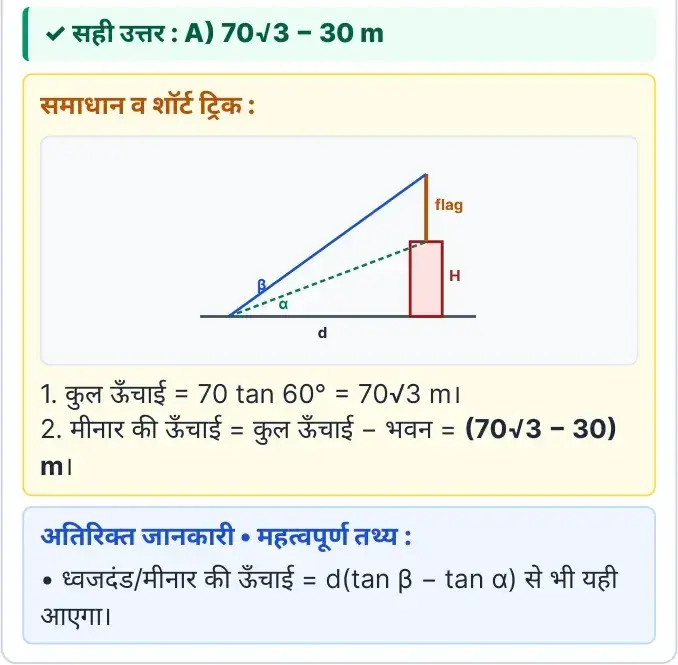 ✓ सही उत्तर : A) 70√3 − 30 m
समाधान व शॉर्ट ट्रिक :
flag
β
H
α
d
1. कुल ऊँचाई = 70 tan 60° = 70√3 m।
2. मीनार की ऊँचाई = कुल ऊँचाई − भवन = (70√3 − 30)
m।
अतिरिक्त जानकारी • महत्वपूर्ण तथ्य :
• ध्वजदंड/मीनार की ऊँचाई = d(tan β − tan α) से भी यही
आएगा।